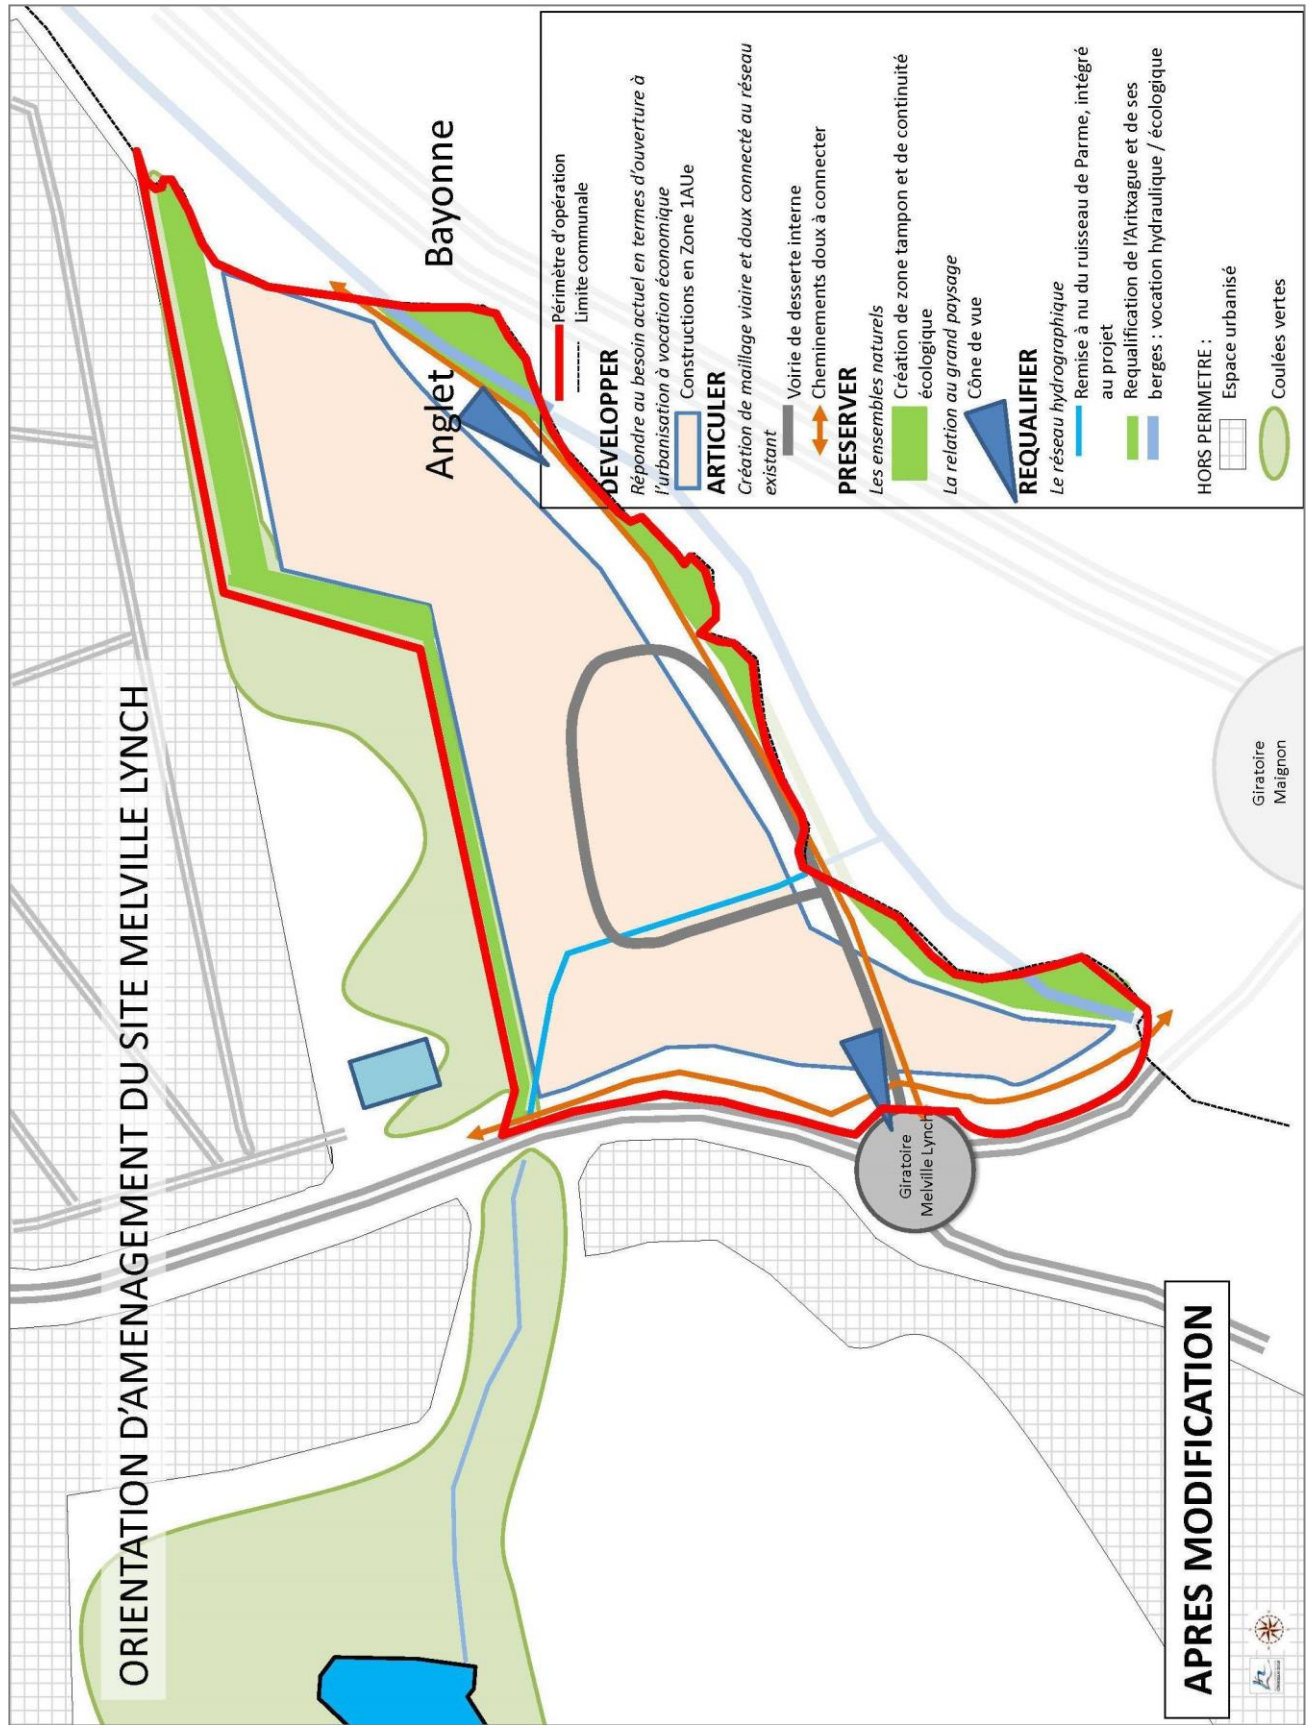 ORIENTATION D'AMENAGEMENT DU SITE MELVILLE LYNCH
Anglet
Bayonne
Périmètre d'opération
Limite communale
DEVELOPPER
Répondre au besoin actuel en termes d'ouverture à
l'urbanisation à vocation économique
Constructions en Zone 1AUe
ARTICULER
Création de maillage viaire et doux connecté au réseau
existant
Voirie de desserte interne
Cheminements doux à connecter
PRESERVER
Les ensembles naturels
Création de zone tampon et de continuité
écologique
La relation au grand paysage
Cône de vue
REQUALIFIER
Le réseau hydrographique
Remise à nu du ruisseau de Parme, intégré
au projet
Requalification de l'Aritxague et de ses
berges : vocation hydraulique / écologique
HORS PERIMETRE :
Espace urbanisé
Coulées vertes
Giratoire
Melville Lynch
Giratoire
Maignon
APRES MODIFICATION